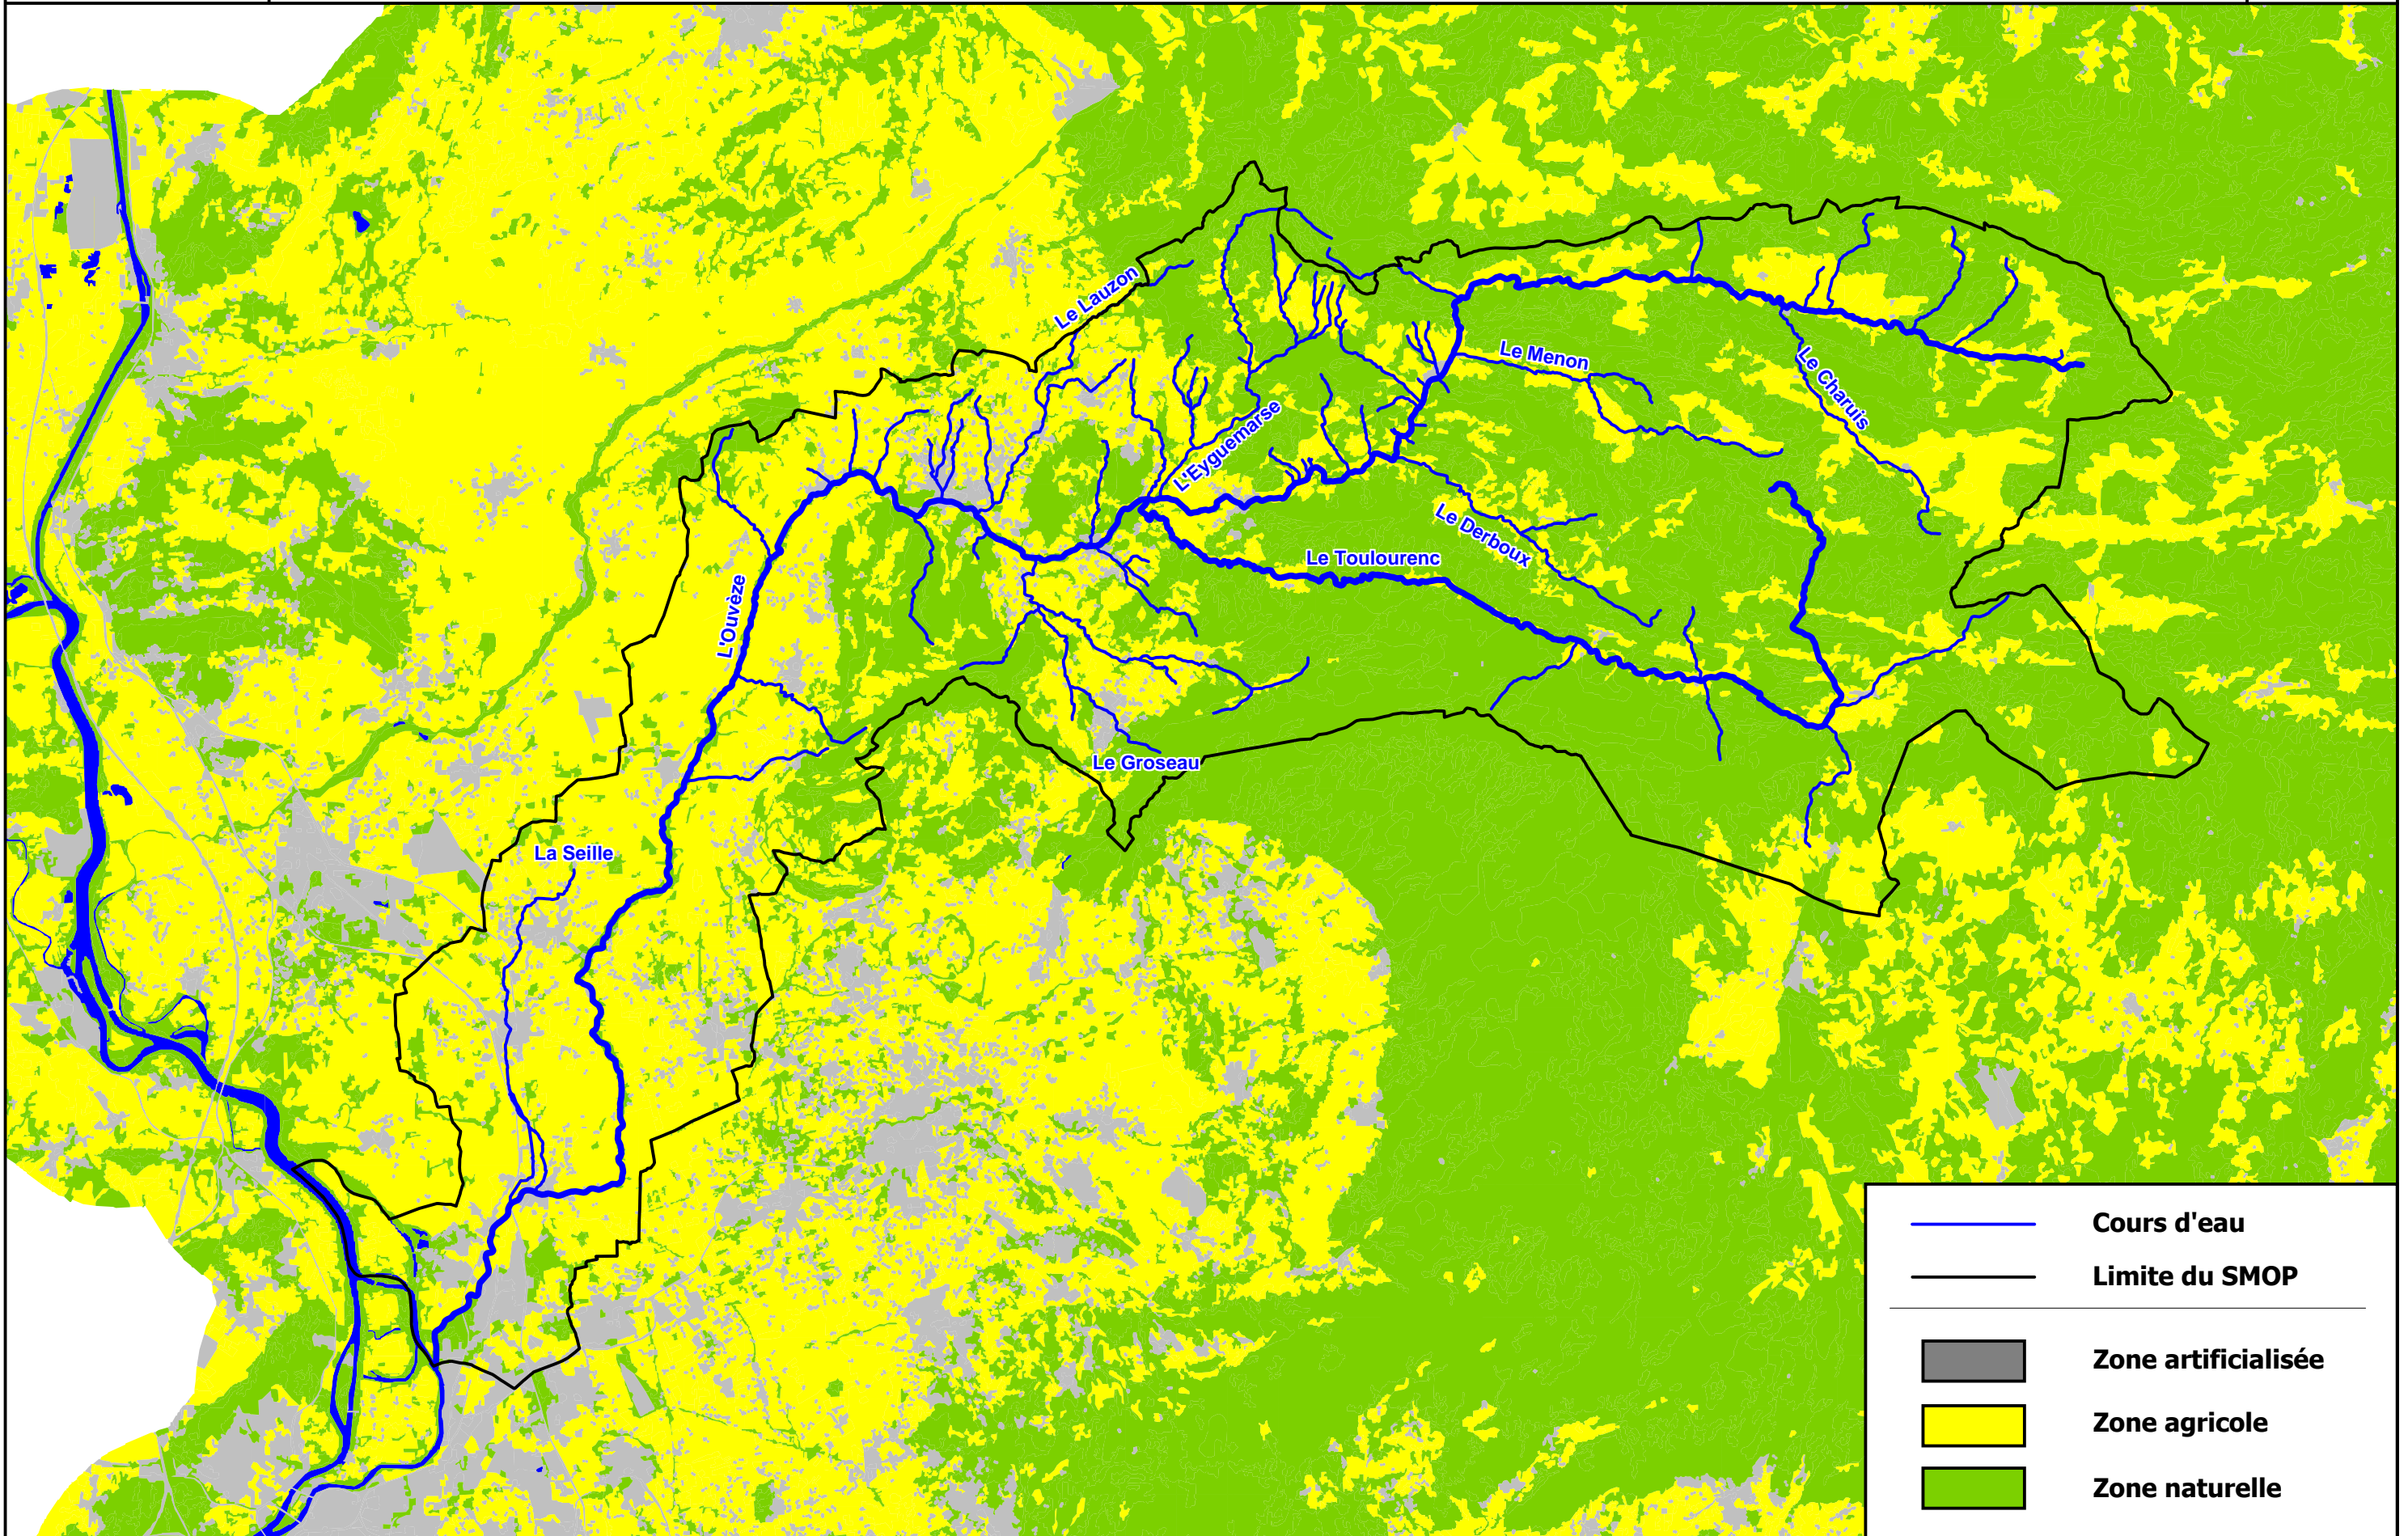 Le Lauzon
Le Menon
Le Charuis
L'Eyguemarse
Le Derboux
Le Toulourenc
L'Ouvèze
Le Groseau
La Seille
Cours d'eau
Limite du SMOP
Zone artificialisée
Zone agricole
Zone naturelle